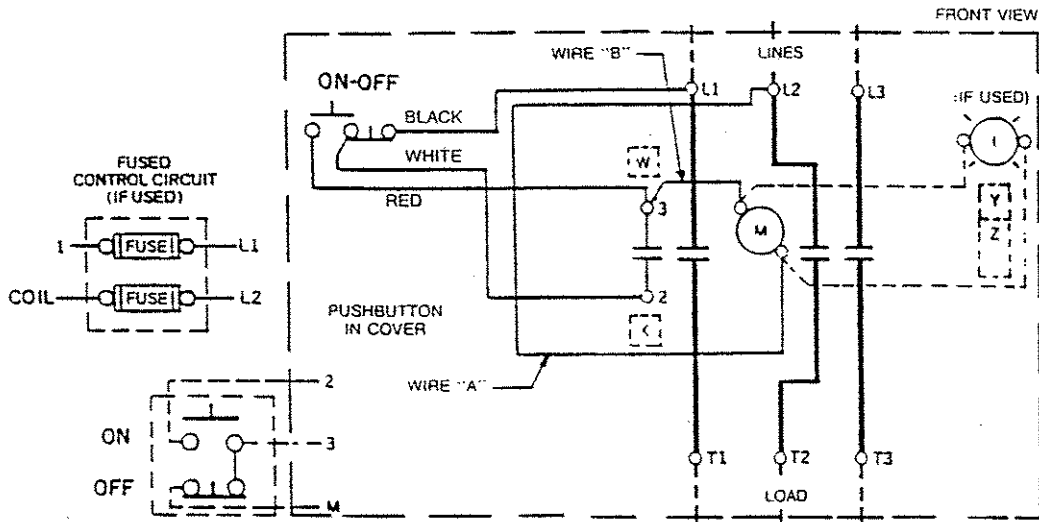 FRONT VIEW
WIRE "B"
LINES
ON-OFF
L1
L2
L3
(IF USED)
BLACK
WHITE
RED
W
3
M
I
Y
Z
FUSED
CONTROL CIRCUIT
(IF USED)
1
FUSE
L1
COIL
FUSE
L2
PUSHBUTTON
IN COVER
2
K
WIRE "A"
2
ON
3
OFF
M
T1
T2
T3
LOAD